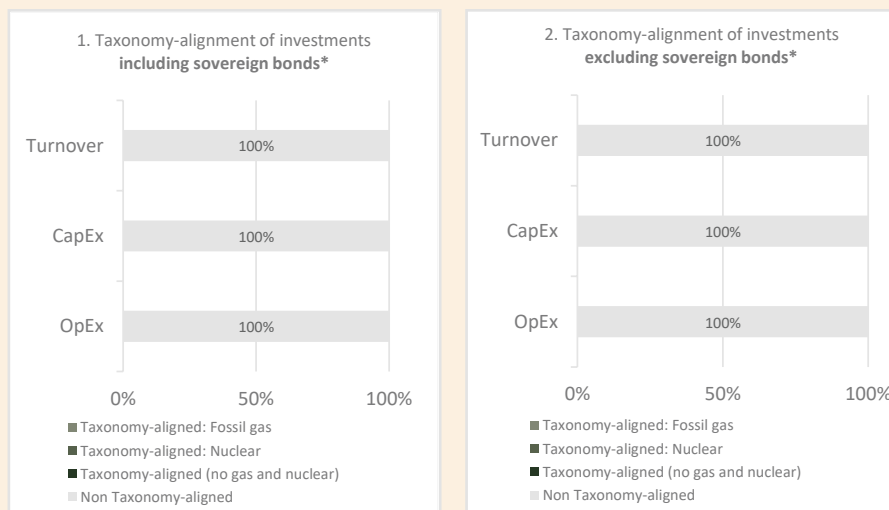 1. Taxonomy-alignment of investments
including sovereign bonds*
Turnover
100%
CapEx
100%
OpEx
100%
0% 50% 100%
Taxonomy-aligned: Fossil gas
Taxonomy-aligned: Nuclear
Taxonomy-aligned (no gas and nuclear)
Non Taxonomy-aligned
2. Taxonomy-alignment of investments
excluding sovereign bonds*
Turnover
100%
CapEx
100%
OpEx
100%
0% 50% 100%
Taxonomy-aligned: Fossil gas
Taxonomy-aligned: Nuclear
Taxonomy-aligned (no gas and nuclear)
Non Taxonomy-aligned